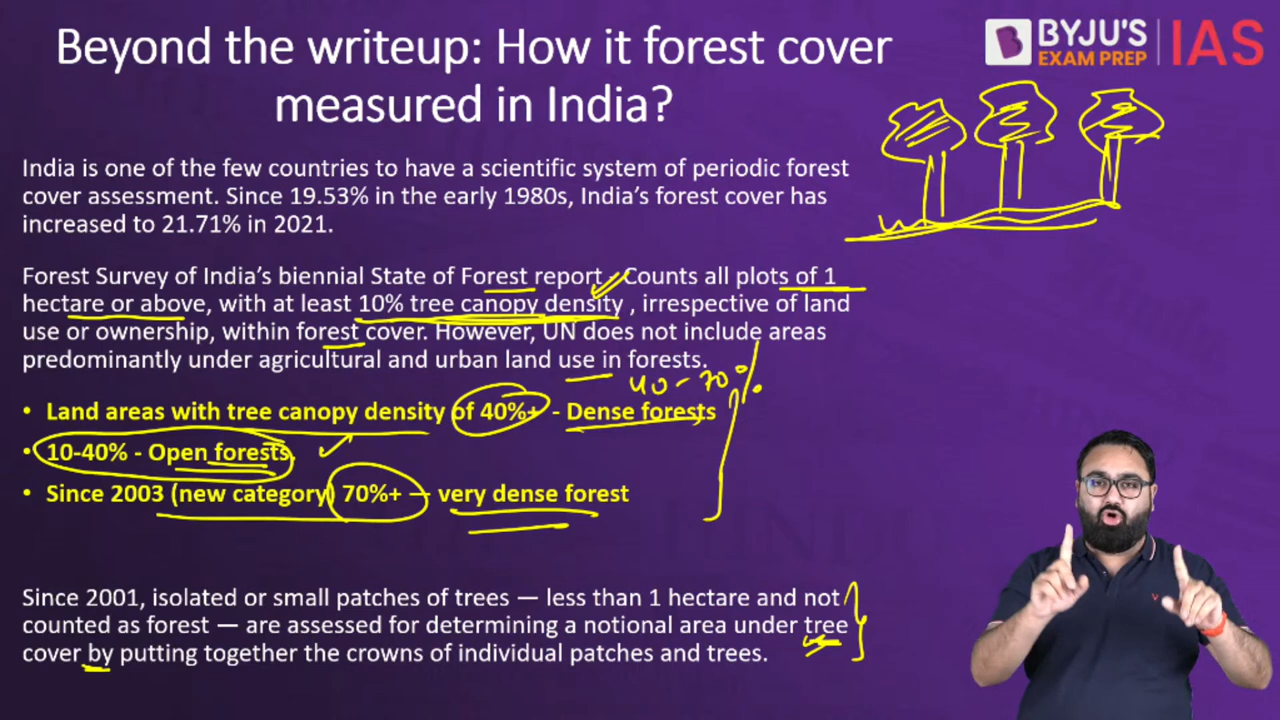 Beyond the writeup: How it forest cover
measured in India?
BYJU'S
EXAM PREP
IAS
India is one of the few countries to have a scientific system of periodic forest
cover assessment. Since 19.53% in the early 1980s, India's forest cover has
increased to 21.71% in 2021.
Forest Survey of India's biennial State of Forest report - Counts all plots of 1
hectare or above, with at least 10% tree canopy density , irrespective of land
use or ownership, within forest cover. However, UN does not include areas
predominantly under agricultural and urban land use in forests.
40-70%
• Land areas with tree canopy density of 40%+ - Dense forests
• 10-40% - Open forests.
• Since 2003 (new category) 70%+ — very dense forest
Since 2001, isolated or small patches of trees — less than 1 hectare and not
counted as forest — are assessed for determining a notional area under tree
cover by putting together the crowns of individual patches and trees.